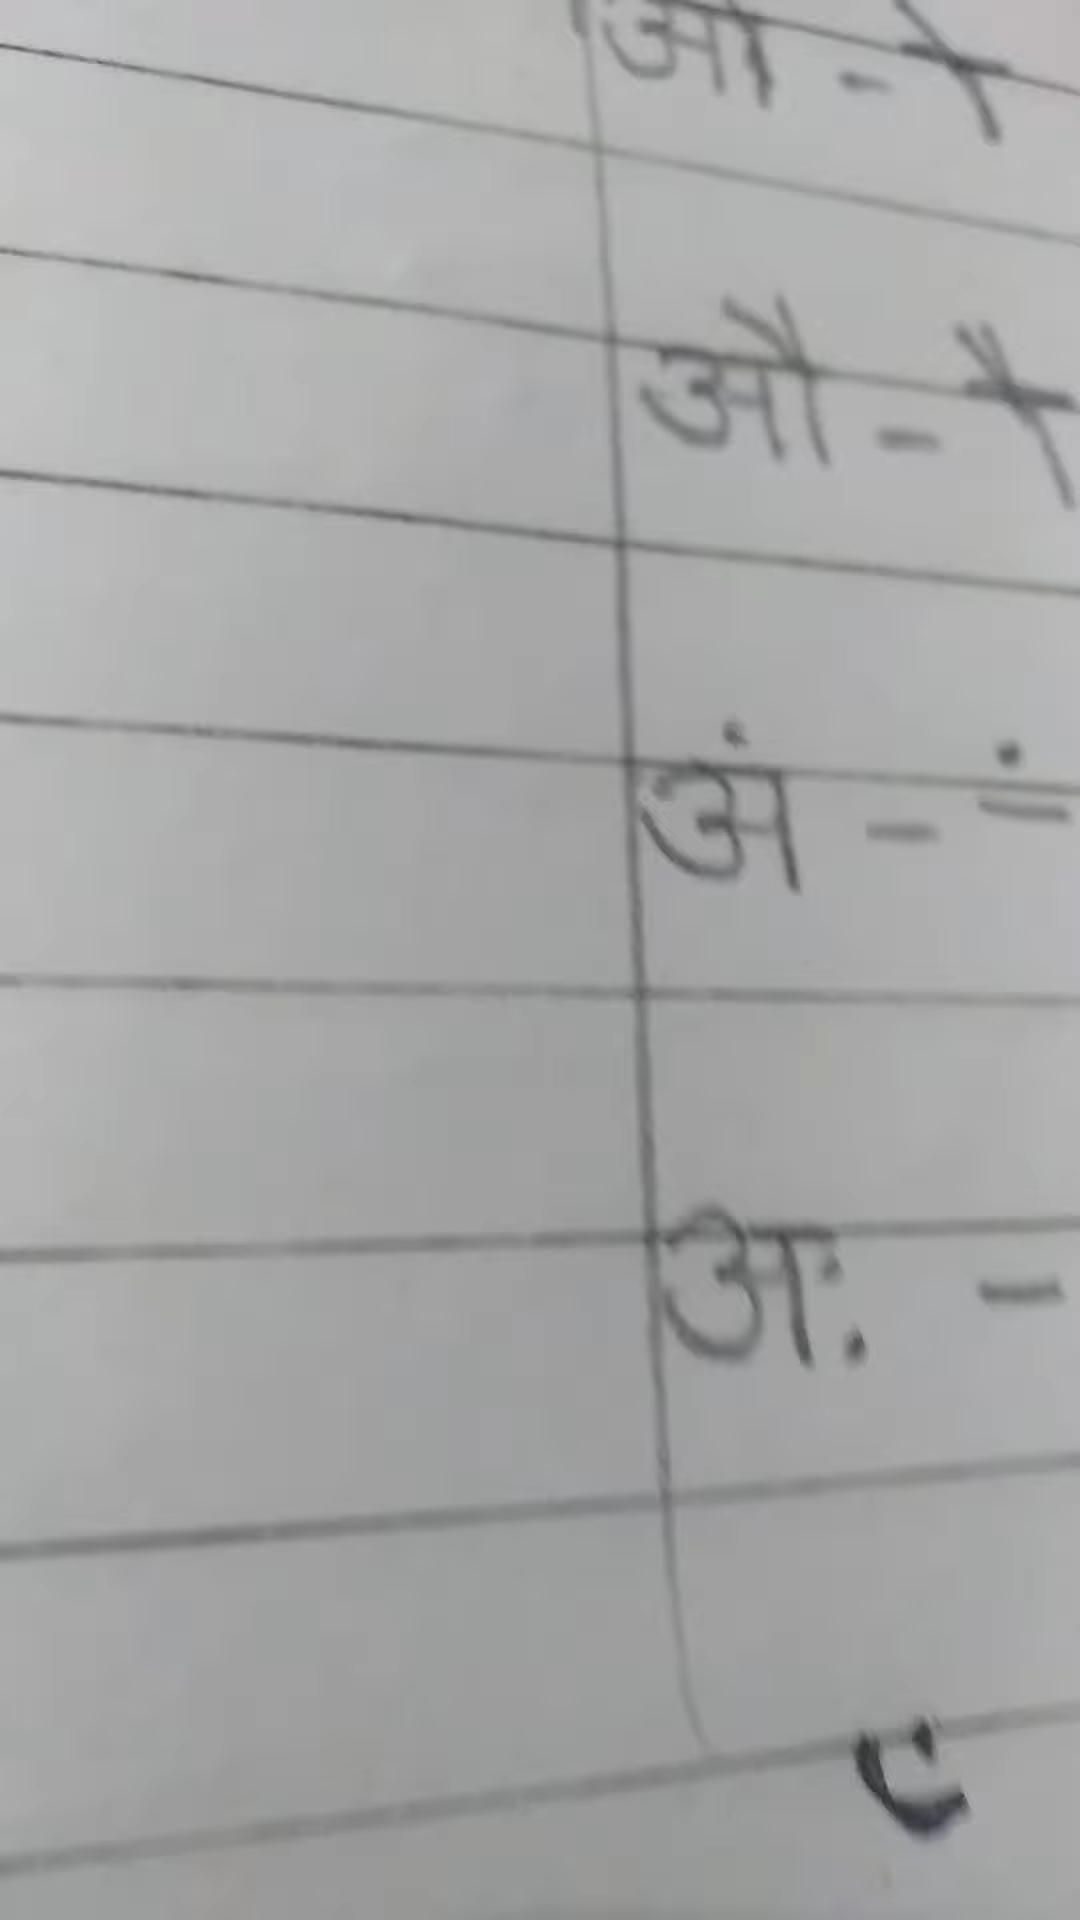 ओ - ो
औ - ौ
अं - ं
अः -